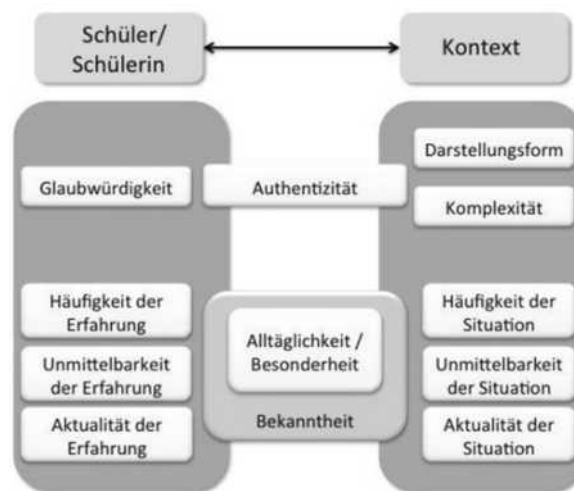 Schüler/
Schülerin
Kontext
Darstellungsform
Glaubwürdigkeit
Authentizität
Komplexität
Häufigkeit der
Erfahrung
Alltäglichkeit /
Besonderheit
Häufigkeit der
Situation
Unmittelbarkeit
der Erfahrung
Unmittelbarkeit
der Situation
Bekanntheit
Aktualität der
Erfahrung
Aktualität der
Situation